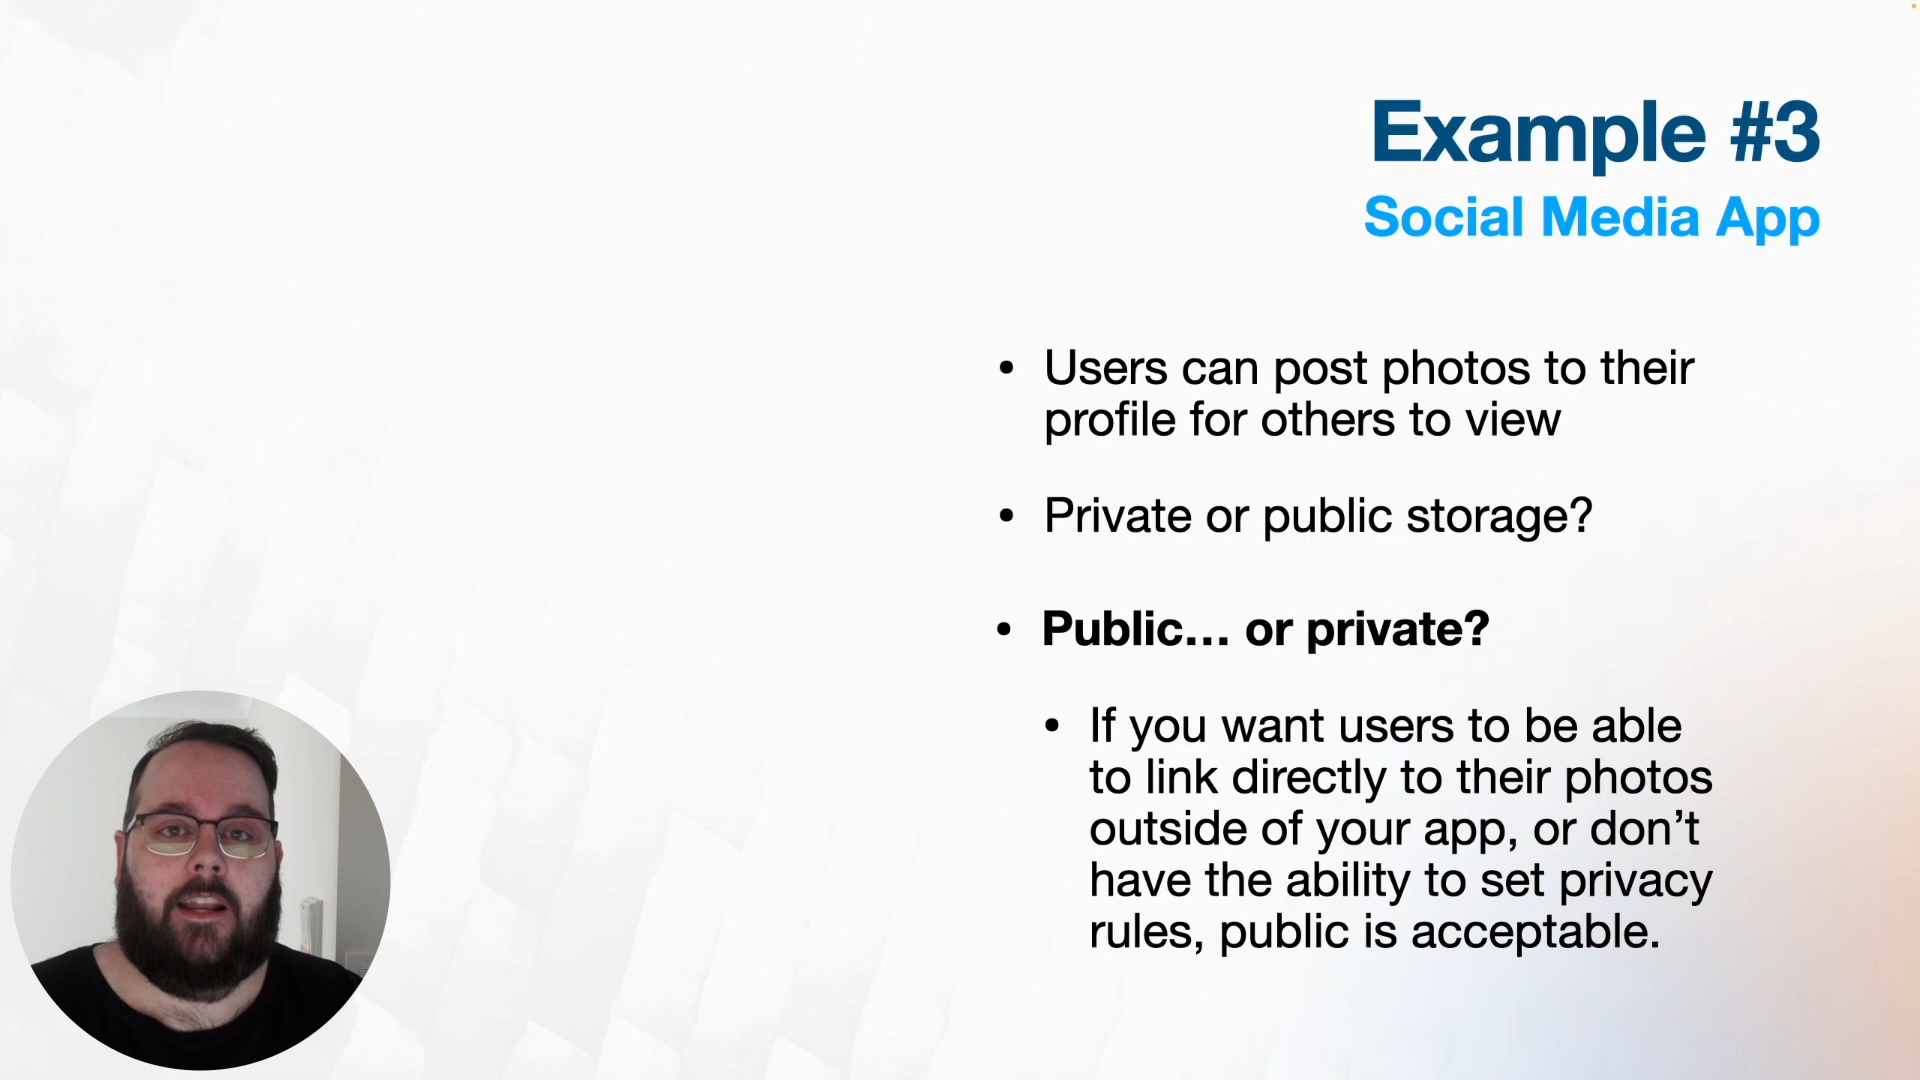 Example #3
Social Media App
• Users can post photos to their
profile for others to view
• Private or public storage?
• Public… or private?
• If you want users to be able
to link directly to their photos
outside of your app, or don’t
have the ability to set privacy
rules, public is acceptable.